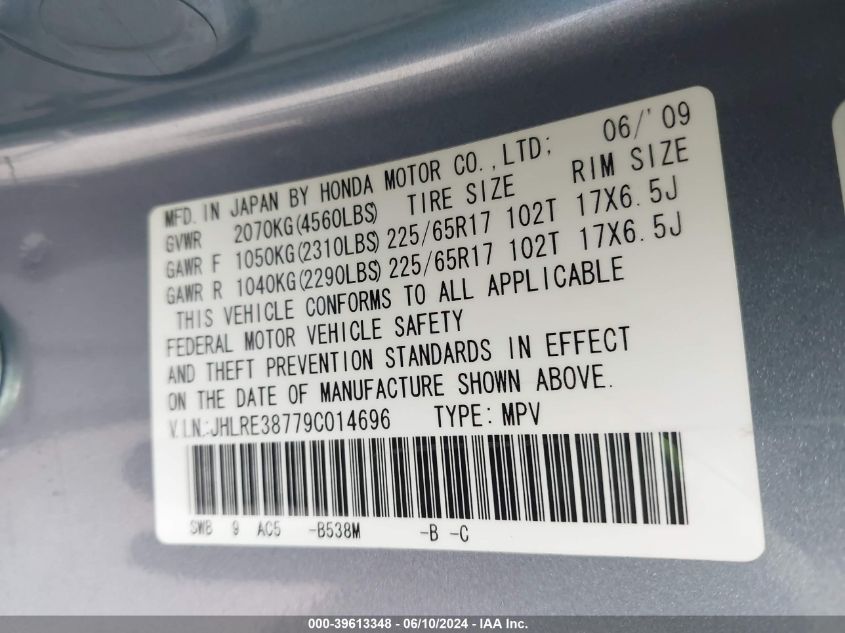 MFD. IN JAPAN BY HONDA MOTOR CO., LTD; 06/'09
GVWR 2070KG(4560LBS) TIRE SIZE RIM SIZE
GAWR F 1050KG(2310LBS) 225/65R17 102T 17X6.5J
GAWR R 1040KG(2290LBS) 225/65R17 102T 17X6.5J
THIS VEHICLE CONFORMS TO ALL APPLICABLE
FEDERAL MOTOR VEHICLE SAFETY
AND THEFT PREVENTION STANDARDS IN EFFECT
ON THE DATE OF MANUFACTURE SHOWN ABOVE.
V.I.N.:JHLRE38779C014696 TYPE: MPV
SWB 9 AC5 -B538M -B -C
000-39613348 - 06/10/2024 - IAA Inc.